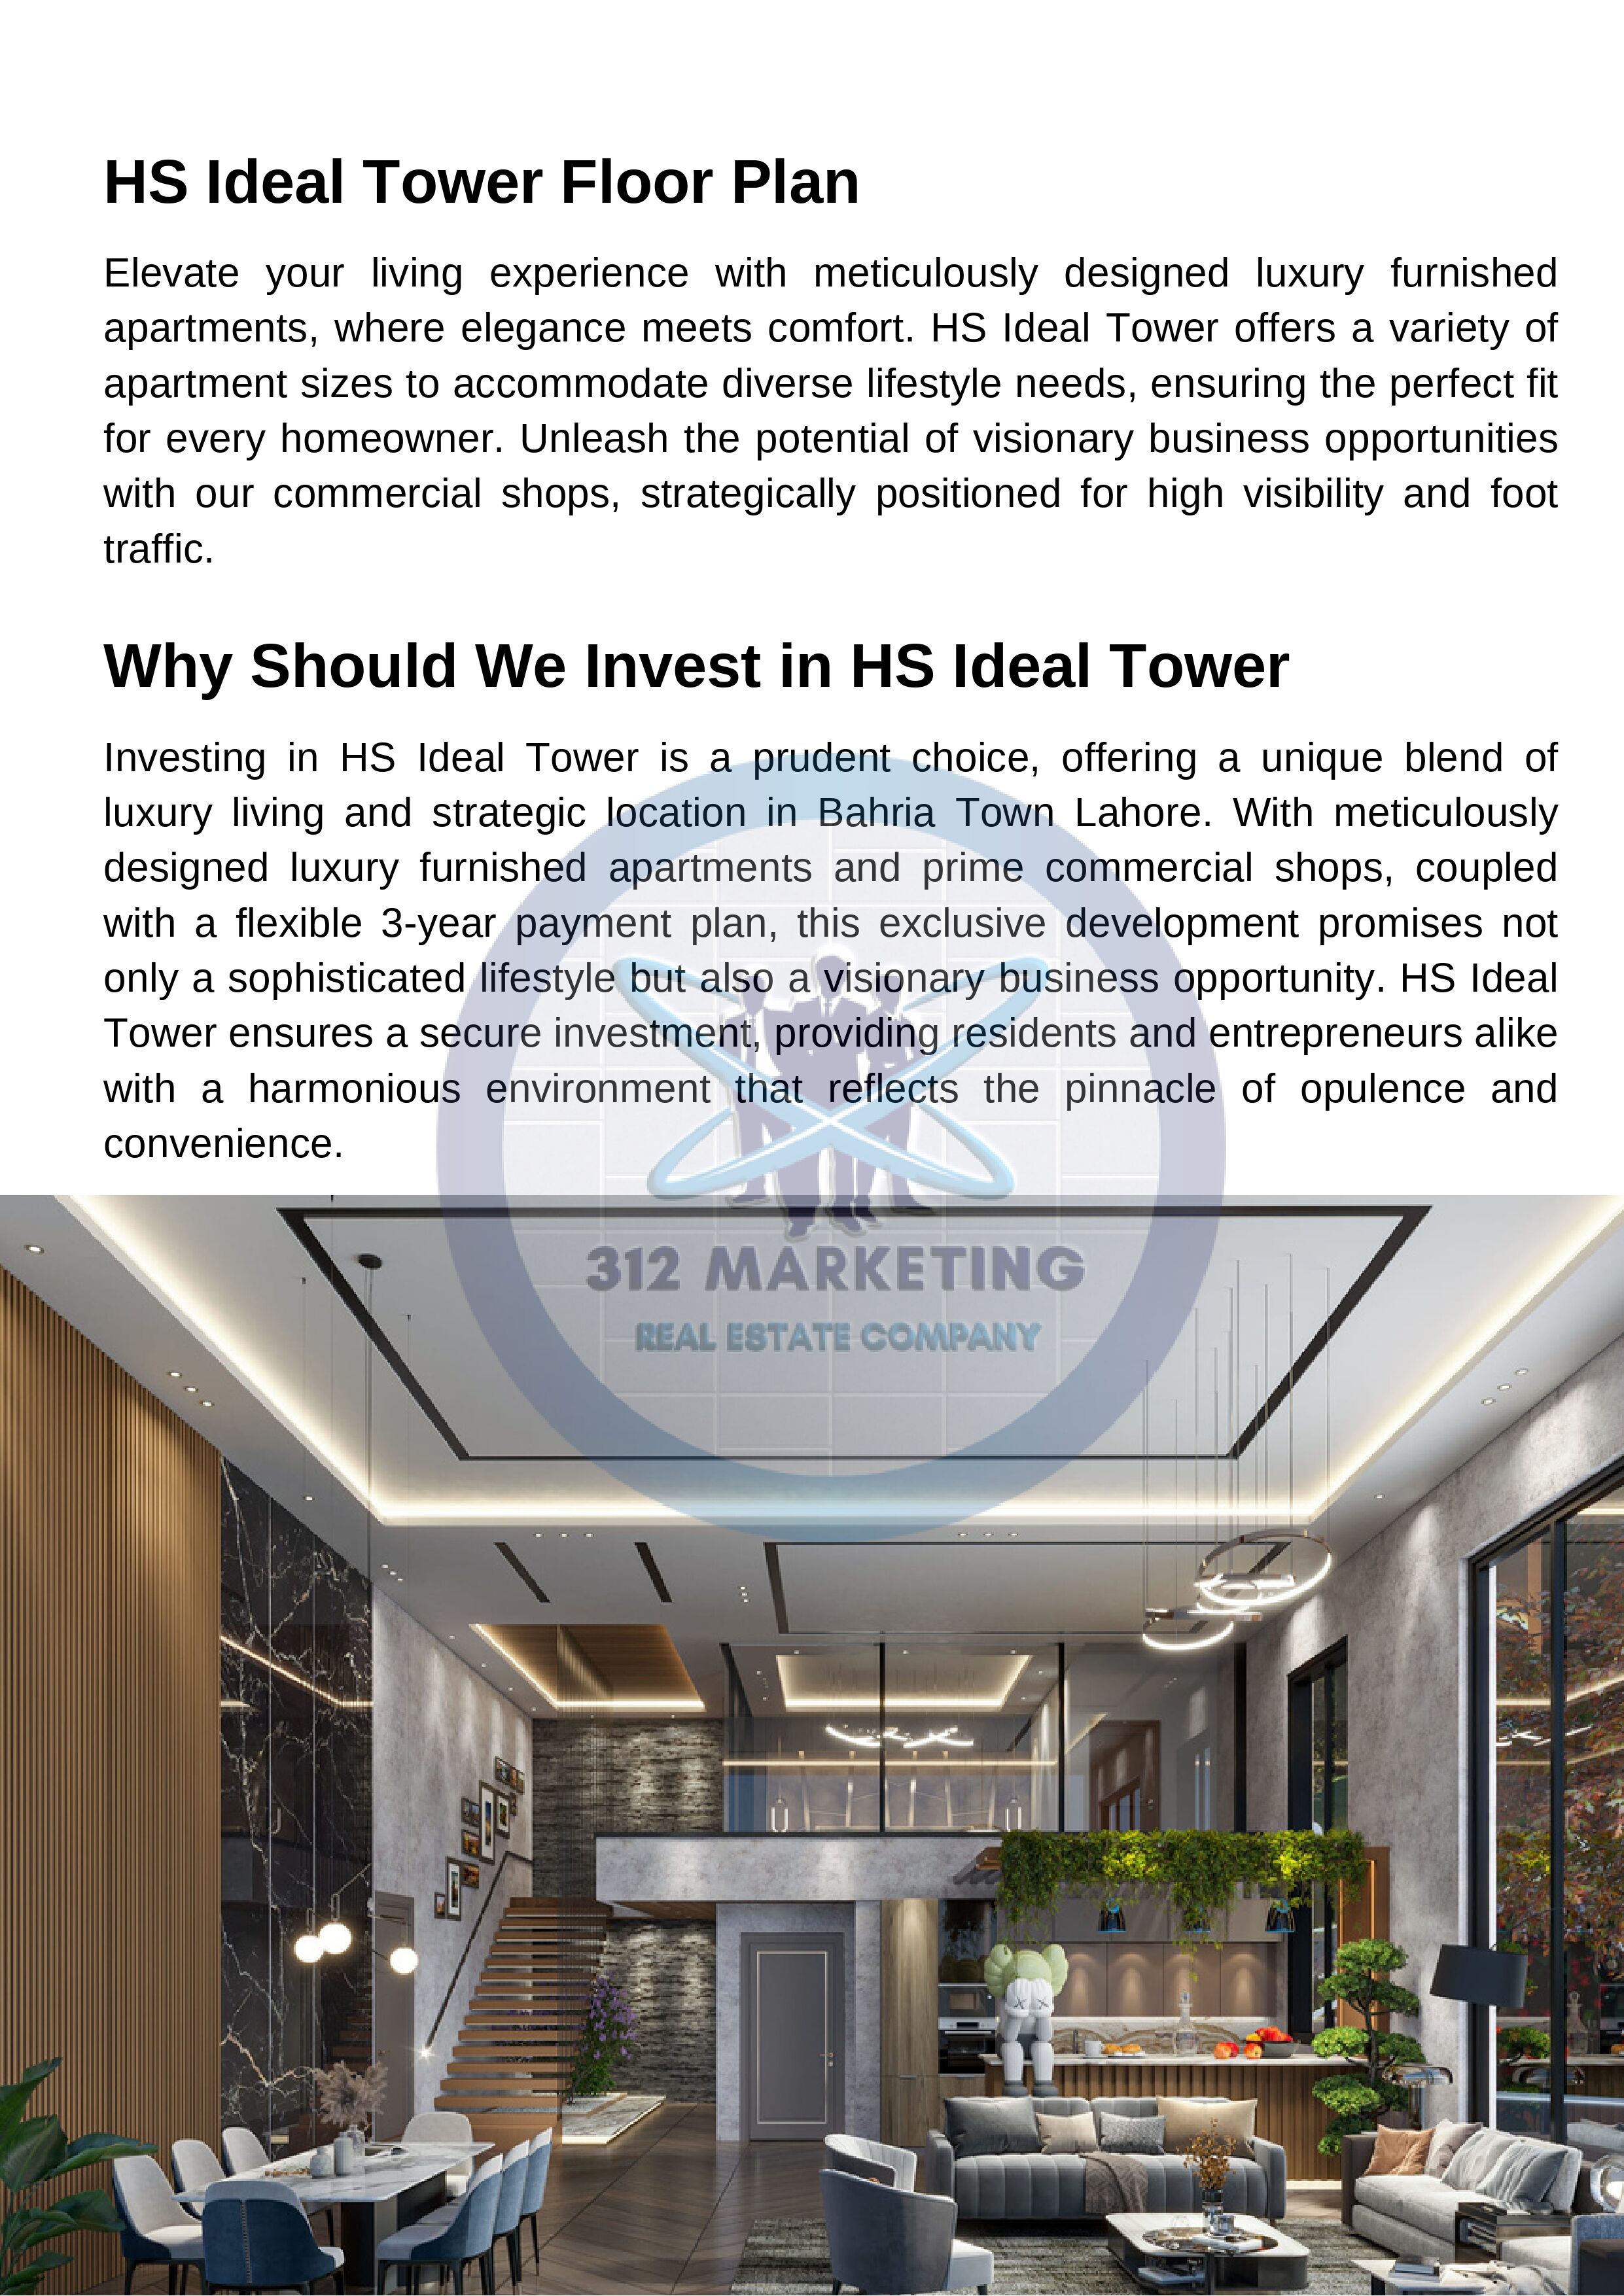 HS Ideal Tower Floor Plan
Elevate your living experience with meticulously designed luxury furnished
apartments, where elegance meets comfort. HS Ideal Tower offers a variety of
apartment sizes to accommodate diverse lifestyle needs, ensuring the perfect fit
for every homeowner. Unleash the potential of visionary business opportunities
with our commercial shops, strategically positioned for high visibility and foot
traffic.
Why Should We Invest in HS Ideal Tower
Investing in HS Ideal Tower is a prudent choice, offering a unique blend of
luxury living and strategic location in Bahria Town Lahore. With meticulously
designed luxury furnished apartments and prime commercial shops, coupled
with a flexible 3-year payment plan, this exclusive development promises not
only a sophisticated lifestyle but also a visionary business opportunity. HS Ideal
Tower ensures a secure investment, providing residents and entrepreneurs alike
with a harmonious environment that reflects the pinnacle of opulence and
convenience.
312 MARKETING
REAL ESTATE COMPANY